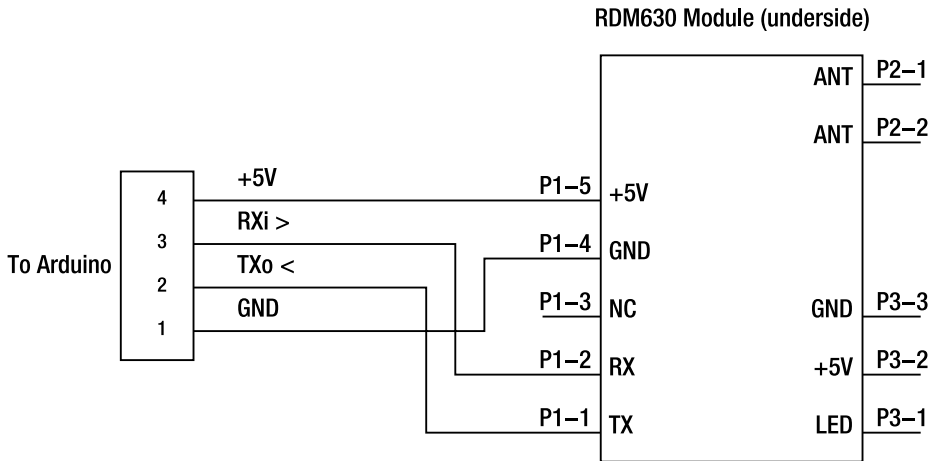 RDM630 Module (underside)
ANT P2–1
ANT P2–2
+5V P1–5 +5V
4
RXi >
3 P1–4 GND
To Arduino
TXo <
2
GND P1–3 NC GND P3–3
1
P1–2 RX +5V P3–2
P1–1 TX LED P3–1